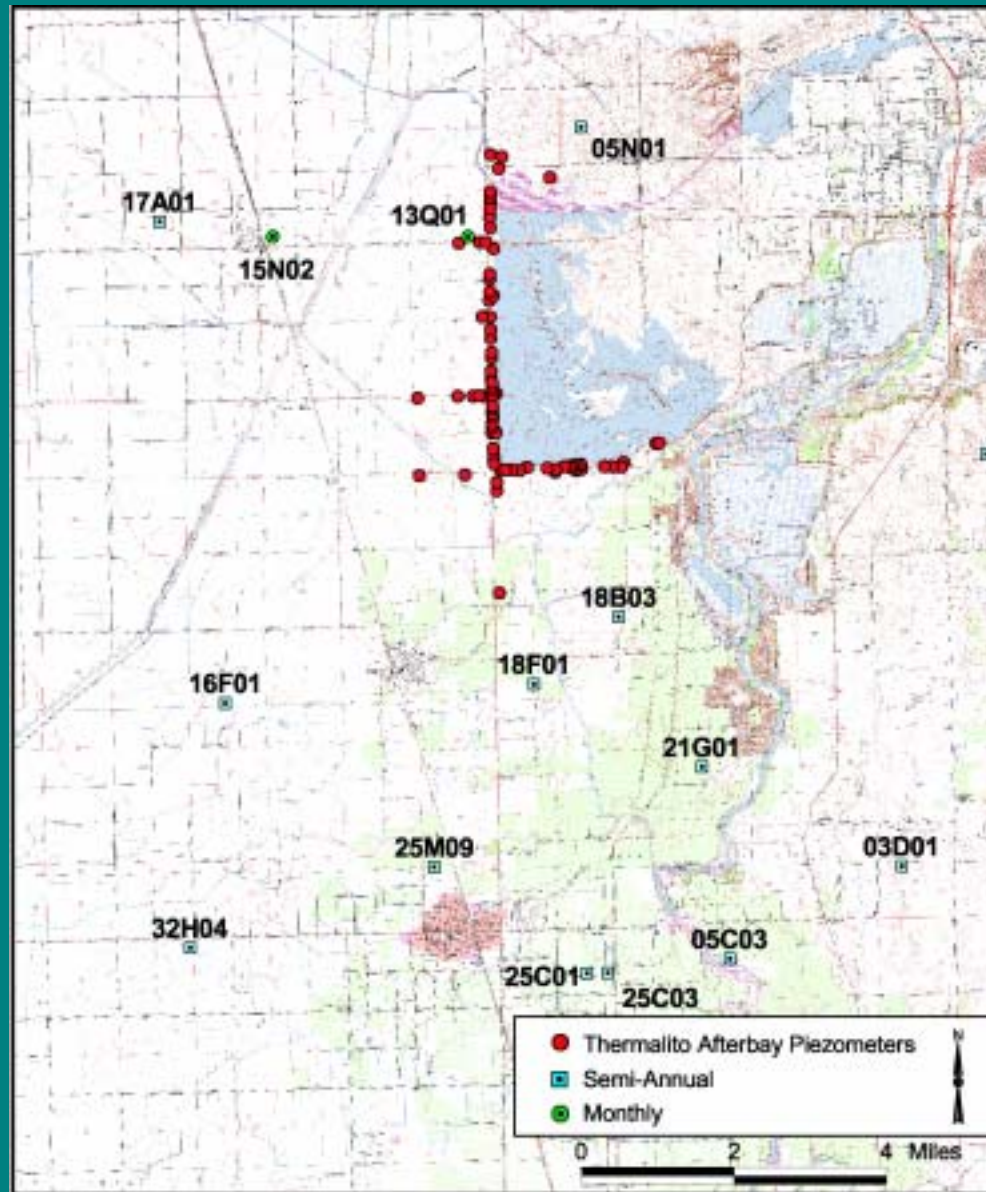 05N01
17A01
13Q01
15N02
18B03
18F01
16F01
21G01
25M09
03D01
32H04
05C03
25C01
25C03
Thermalito Afterbay Piezometers
Semi-Annual
Monthly
N
0 2 4 Miles